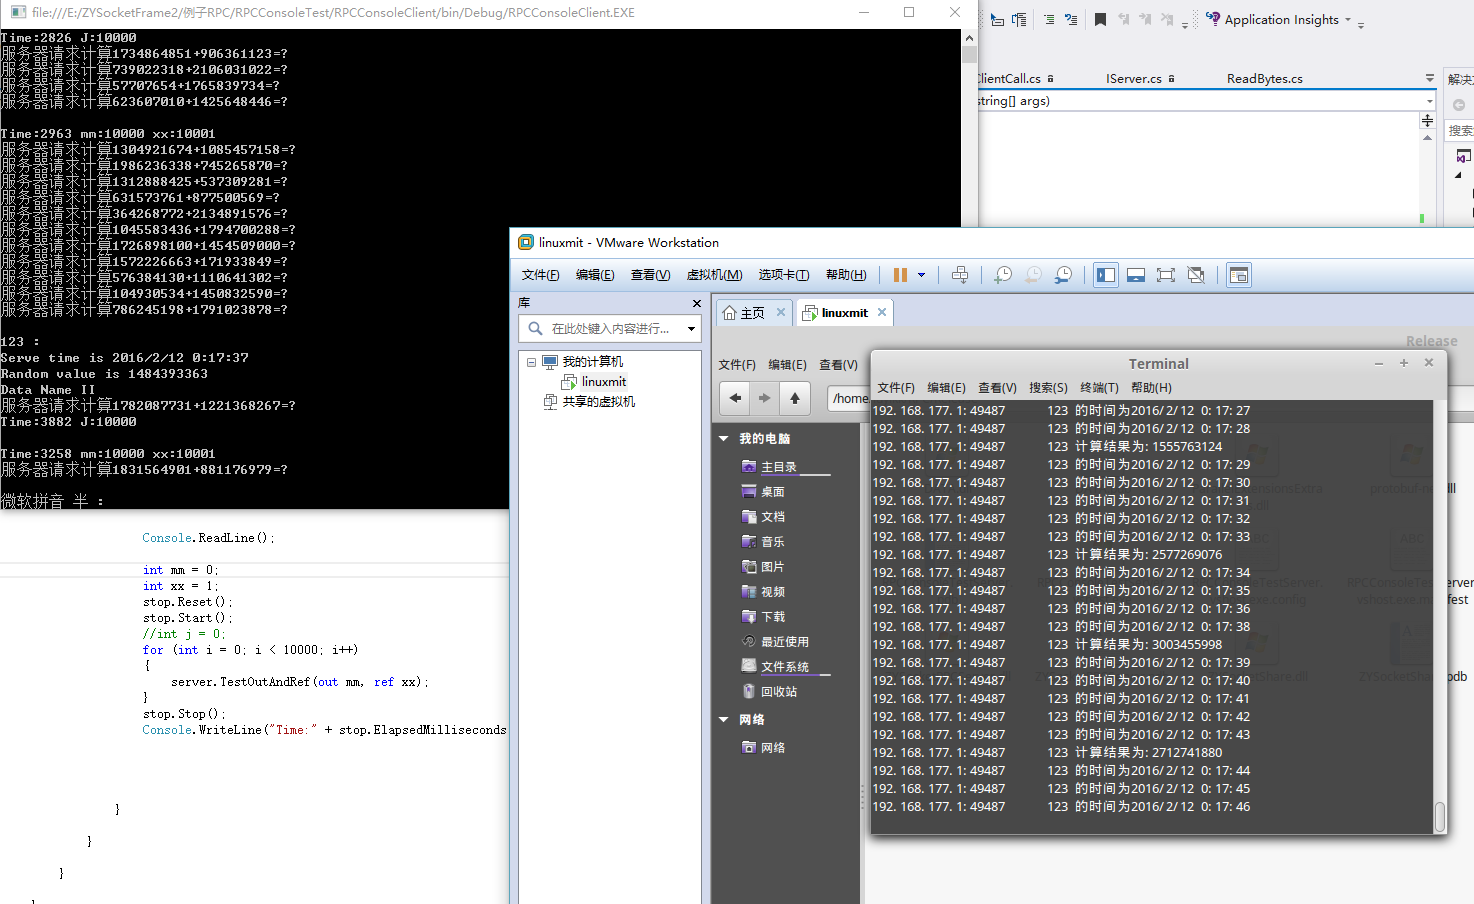 file:///E:/ZYSocketFrame2/例子RPC/RPCConsoleTest/RPCConsoleClient/bin/Debug/RPCConsoleClient.EXE
Time:2826 J:10000
服务器请求计算1734864851+906361123=?
服务器请求计算739022318+2106031022=?
服务器请求计算57707654+1765839734=?
服务器请求计算623607010+1425648446=?
Time:2963 mm:10000 xx:10001
服务器请求计算1304921674+1085457158=?
服务器请求计算1986236338+745265870=?
服务器请求计算1312888425+537309281=?
服务器请求计算631573761+877500569=?
服务器请求计算364268772+2134891576=?
服务器请求计算1045583436+1794700288=?
服务器请求计算1726898100+1454509000=?
服务器请求计算1572226663+171933849=?
服务器请求计算576384130+1110641302=?
服务器请求计算104930534+1450832590=?
服务器请求计算786245198+1791023878=?
123 :
Serve time is 2016/2/12 0:17:37
Random value is 1484393363
Data Name II
服务器请求计算1782087731+1221368267=?
Time:3882 J:10000
Time:3258 mm:10000 xx:10001
服务器请求计算1831564901+881176979=?
微软拼音 半 :
Console.ReadLine();
int mm = 0;
int xx = 1;
stop.Reset();
stop.Start();
//int j = 0;
for (int i = 0; i < 10000; i++)
{
server.TestOutAndRef(out mm, ref xx);
}
stop.Stop();
Console.WriteLine("Time:" + stop.ElapsedMilliseconds
}
}
}
Application Insights
ClientCall.cs
IServer.cs
ReadBytes.cs
解决
string[] args)
搜索
linuxmit - VMware Workstation
文件(F) 编辑(E) 查看(V) 虚拟机(M) 选项卡(T) 帮助(H)
库
在此处键入内容进行...
我的计算机
linuxmit
共享的虚拟机
主页
linuxmit
Release
文件(F) 编辑(E) 查看(V)
/home
我的电脑
主目录
桌面
文档
音乐
图片
视频
下载
最近使用
文件系统
回收站
网络
网络
Terminal
文件(F) 编辑(E) 查看(V) 搜索(S) 终端(T) 帮助(H)
192.168.177.1:49487 123 的时间为2016/2/12 0:17:27
192.168.177.1:49487 123 的时间为2016/2/12 0:17:28
192.168.177.1:49487 123 计算结果为:1555763124
192.168.177.1:49487 123 的时间为2016/2/12 0:17:29
192.168.177.1:49487 123 的时间为2016/2/12 0:17:30
192.168.177.1:49487 123 的时间为2016/2/12 0:17:31
192.168.177.1:49487 123 的时间为2016/2/12 0:17:32
192.168.177.1:49487 123 的时间为2016/2/12 0:17:33
192.168.177.1:49487 123 计算结果为:2577269076
192.168.177.1:49487 123 的时间为2016/2/12 0:17:34
192.168.177.1:49487 123 的时间为2016/2/12 0:17:35
192.168.177.1:49487 123 的时间为2016/2/12 0:17:36
192.168.177.1:49487 123 的时间为2016/2/12 0:17:38
192.168.177.1:49487 123 计算结果为:3003455998
192.168.177.1:49487 123 的时间为2016/2/12 0:17:39
192.168.177.1:49487 123 的时间为2016/2/12 0:17:40
192.168.177.1:49487 123 的时间为2016/2/12 0:17:41
192.168.177.1:49487 123 的时间为2016/2/12 0:17:42
192.168.177.1:49487 123 的时间为2016/2/12 0:17:43
192.168.177.1:49487 123 计算结果为:2712741880
192.168.177.1:49487 123 的时间为2016/2/12 0:17:44
192.168.177.1:49487 123 的时间为2016/2/12 0:17:45
192.168.177.1:49487 123 的时间为2016/2/12 0:17:46